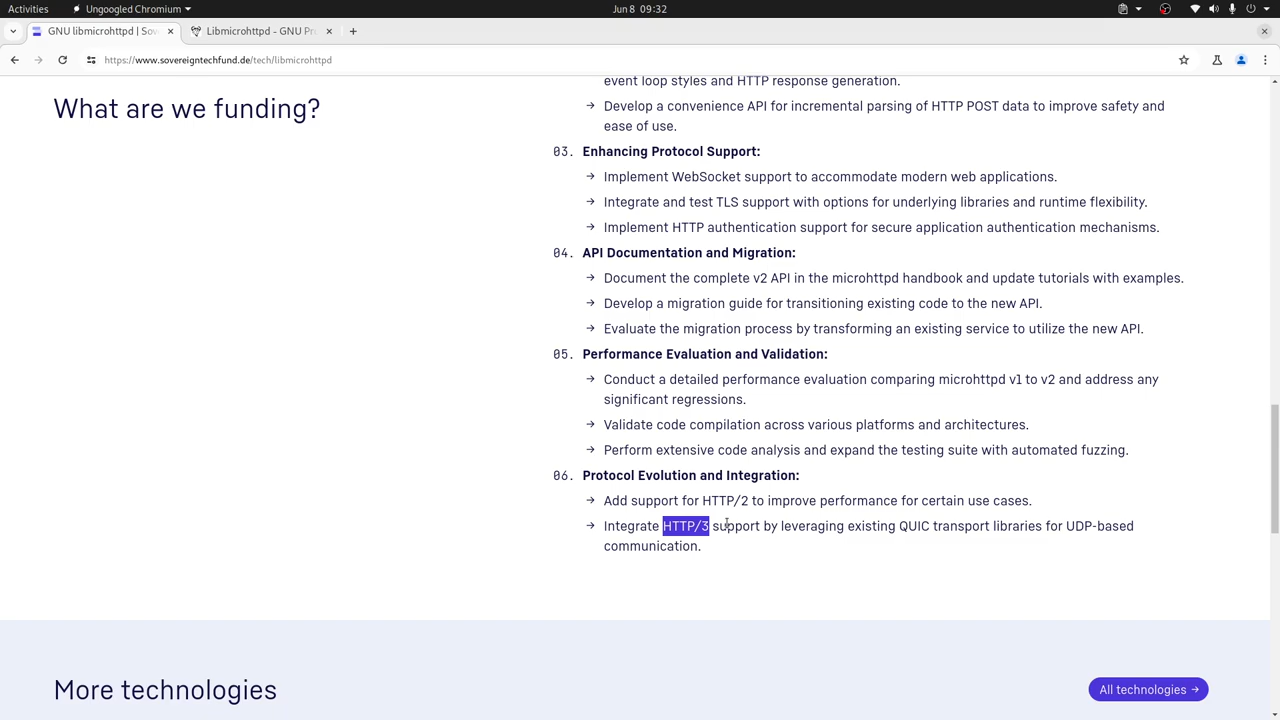 Activities
Ungoogled Chromium
Jun 8 09:32
GNU libmicrohttpd | Sov
Libmicrohttpd - GNU Pr
https://www.sovereigntechfund.de/tech/libmicrohttpd
What are we funding?
event loop styles and HTTP response generation.
→ Develop a convenience API for incremental parsing of HTTP POST data to improve safety and
ease of use.
03. Enhancing Protocol Support:
→ Implement WebSocket support to accommodate modern web applications.
→ Integrate and test TLS support with options for underlying libraries and runtime flexibility.
→ Implement HTTP authentication support for secure application authentication mechanisms.
04. API Documentation and Migration:
→ Document the complete v2 API in the microhttpd handbook and update tutorials with examples.
→ Develop a migration guide for transitioning existing code to the new API.
→ Evaluate the migration process by transforming an existing service to utilize the new API.
05. Performance Evaluation and Validation:
→ Conduct a detailed performance evaluation comparing microhttpd v1 to v2 and address any
significant regressions.
→ Validate code compilation across various platforms and architectures.
→ Perform extensive code analysis and expand the testing suite with automated fuzzing.
06. Protocol Evolution and Integration:
→ Add support for HTTP/2 to improve performance for certain use cases.
→ Integrate HTTP/3 support by leveraging existing QUIC transport libraries for UDP-based
communication.
More technologies
All technologies →